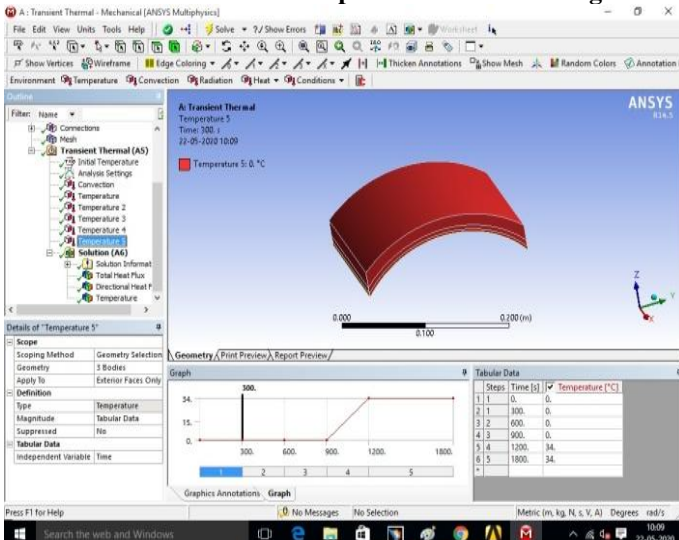 A : Transient Thermal - Mechanical [ANSYS Multiphysics]
File Edit View Units Tools Help Solve ?/Show Errors Worksheet
Show Vertices Wireframe Edge Coloring Thicken Annotations Show Mesh Random Colors Annotation
Environment Temperature Convection Radiation Heat Conditions
Outline
Filter: Name
Connections
Mesh
Transient Thermal (A5)
Initial Temperature
Analysis Settings
Convection
Temperature
Temperature 2
Temperature 3
Temperature 4
Temperature 5
Solution (A6)
Solution Informat
Total Heat Flux
Directional Heat F
Temperature
A: Transient Thermal
Temperature 5
Time: 300. s
22-05-2020 10:09
Temperature 5: 0. °C
ANSYS
R14.5
Z
Y
X
0.000 0.200 (m)
0.100
Geometry Print Preview Report Preview
Details of "Temperature 5"
Scope
Scoping Method Geometry Selection
Geometry 3 Bodies
Apply To Exterior Faces Only
Definition
Type Temperature
Magnitude Tabular Data
Suppressed No
Tabular Data
Independent Variable Time
Graph
300.
34.
15.
0.
300. 600. 900. 1200. 1800.
1 2 3 4 5
Graphics Annotations Graph
Tabular Data
Steps Time [s] Temperature [°C]
1 1 0. 0.
2 1 300. 0.
3 2 600. 0.
4 3 900. 0.
5 4 1200. 34.
6 5 1800. 34.
*
Press F1 for Help No Messages No Selection Metric (m, kg, N, s, V, A) Degrees rad/s
Search the web and Windows
10:09
22-05-2020